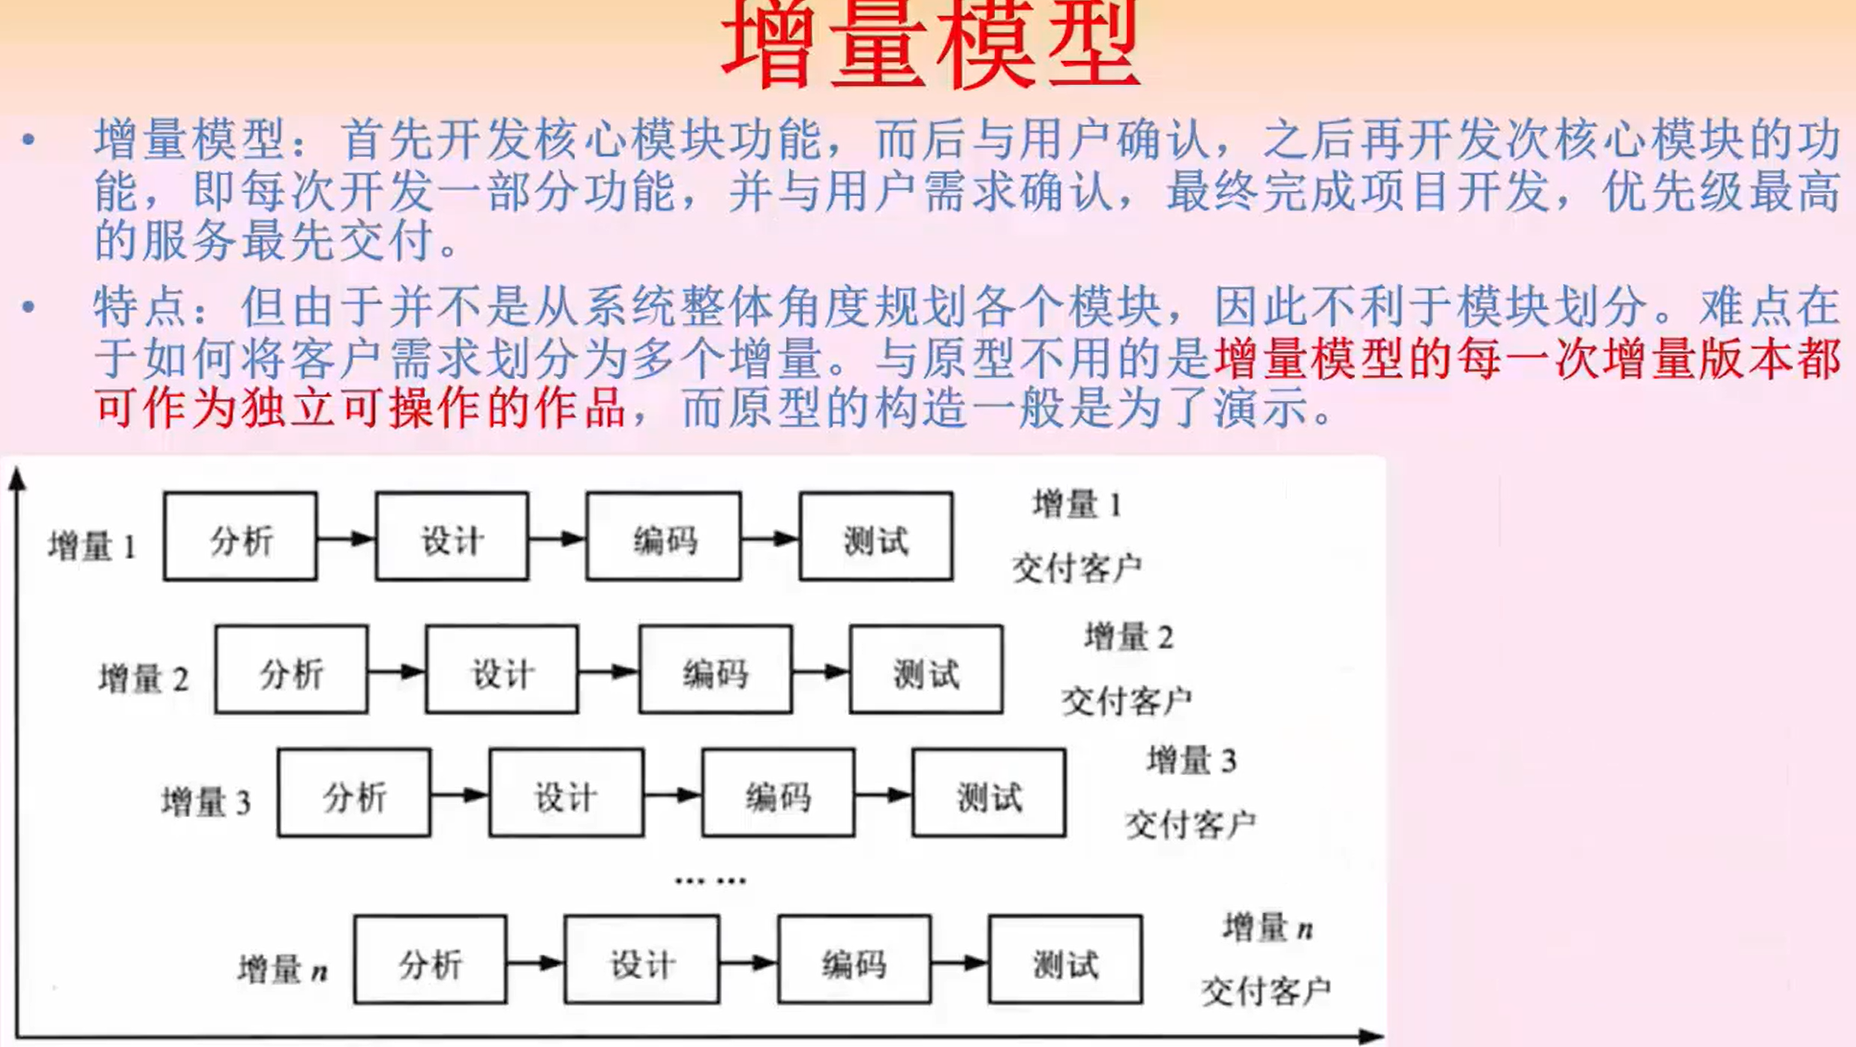 增量模型
• 增量模型：首先开发核心模块功能，而后与用户确认，之后再开发次核心模块的功
能，即每次开发一部分功能，并与用户需求确认，最终完成项目开发，优先级最高
的服务最先交付。
• 特点：但由于并不是从系统整体角度规划各个模块，因此不利于模块划分。难点在
于如何将客户需求划分为多个增量。与原型不用的是增量模型的每一次增量版本都
可作为独立可操作的作品，而原型的构造一般是为了演示。
增量 1 分析 设计 编码 测试 增量 1
交付客户
增量 2 分析 设计 编码 测试 增量 2
交付客户
增量 3 分析 设计 编码 测试 增量 3
交付客户
... ...
增量 n 分析 设计 编码 测试 增量 n
交付客户